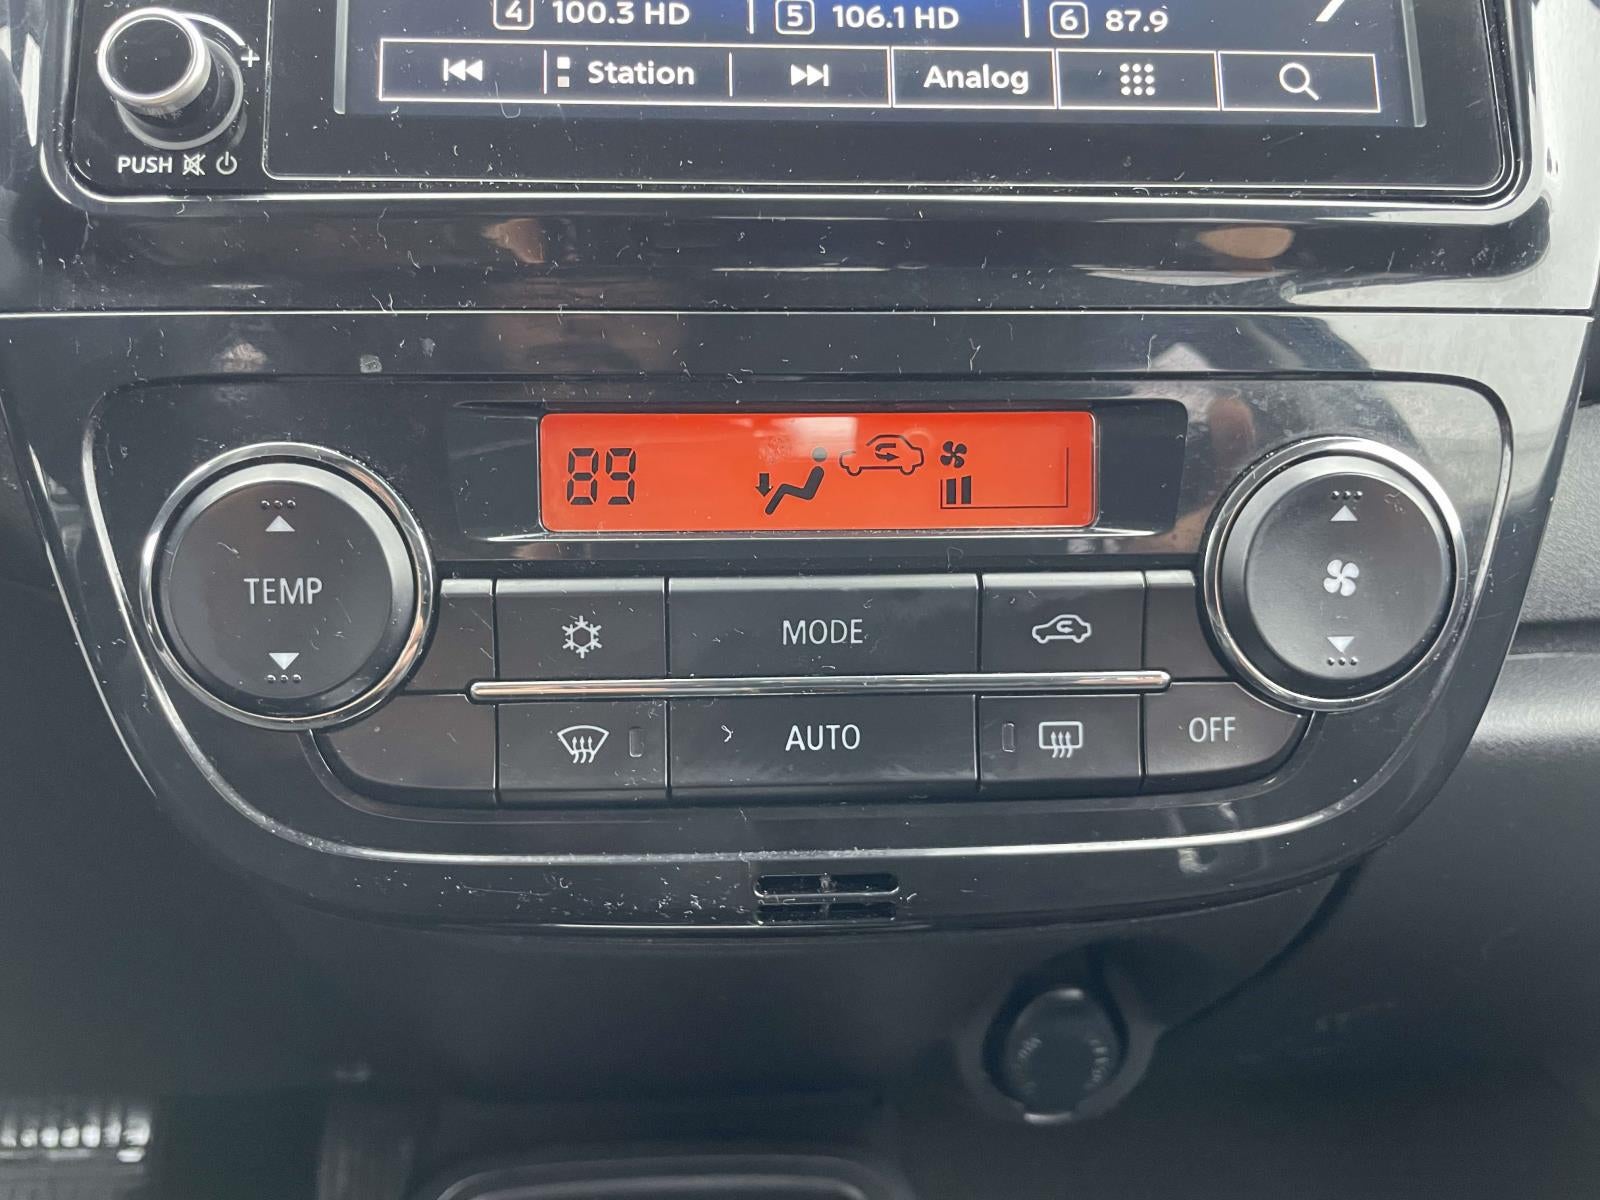 4 100.3 HD 5 106.1 HD 6 87.9
Station Analog
+
PUSH
89
TEMP
MODE
AUTO
OFF